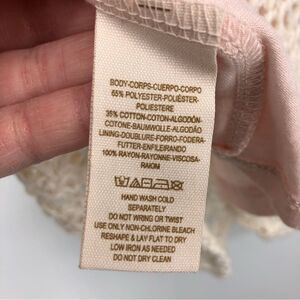 BODY-CORPS-CUERPO-CORPO
65% POLYESTER-POLIÉSTER-
POLIESTERE
35% COTTON-COTON-ALGODÓN-
COTONE-BAUMWOLLE-ALGODÃO
LINING-DOUBLURE-FORRO-FODERA-
FUTTER-ENFILEIRANDO
100% RAYON-RAYONNE-VISCOSA-
RAIOM
HAND WASH COLD
SEPARATELY
DO NOT WRING OR TWIST
USE ONLY NON-CHLORINE BLEACH
RESHAPE & LAY FLAT TO DRY
LOW IRON AS NEEDED
DO NOT DRY CLEAN